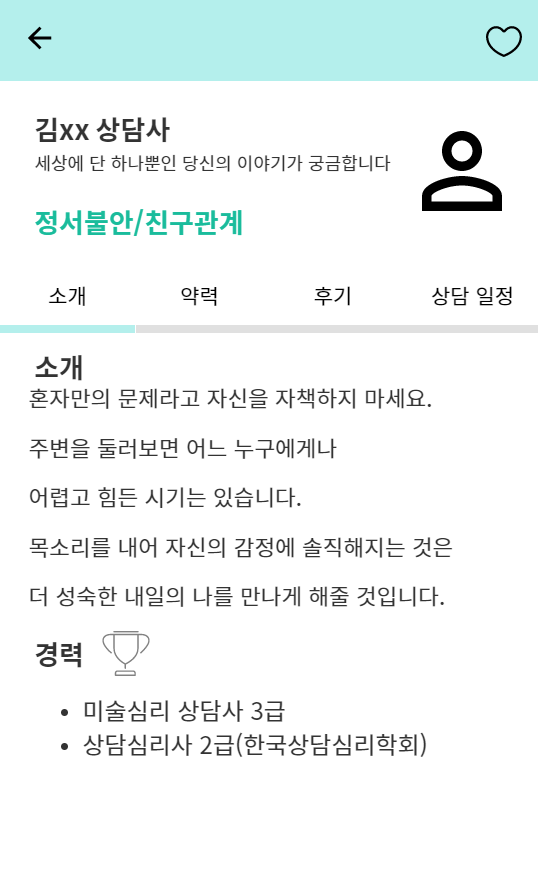 김xx 상담사
세상에 단 하나뿐인 당신의 이야기가 궁금합니다
정서불안/친구관계
소개 약력 후기 상담 일정
소개
혼자만의 문제라고 자신을 자책하지 마세요.
주변을 둘러보면 어느 누구에게나
어렵고 힘든 시기는 있습니다.
목소리를 내어 자신의 감정에 솔직해지는 것은
더 성숙한 내일의 나를 만나게 해줄 것입니다.
경력
• 미술심리 상담사 3급
• 상담심리사 2급(한국상담심리학회)